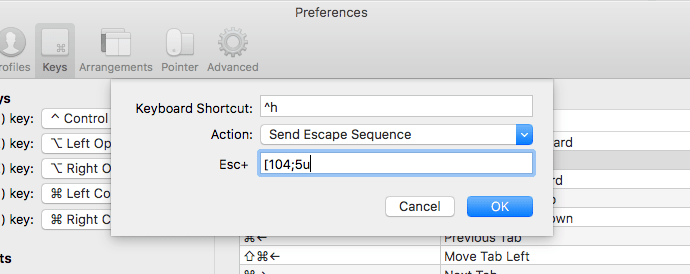 Preferences
rofiles
Keys
Arrangements
Pointer
Advanced
ys
) key: ^ Control
) key: ⌥ Left Op
) key: ⌥ Right O
) key: ⌘ Left Co
) key: ⌘ Right C
ts
Keyboard Shortcut: ^h
Action: Send Escape Sequence
Esc+ [104;5u
Cancel
OK
ard
rd
o
own
⌘← Previous Tab
⇧⌘← Move Tab Left
⌘→ Next Tab